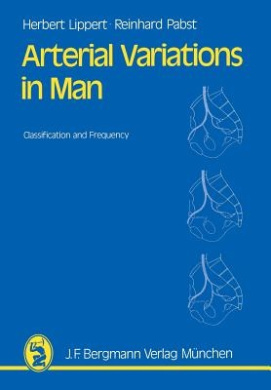 Herbert Lippert · Reinhard Pabst
Arterial Variations
in Man
Classification and Frequency
J.F. Bergmann Verlag München